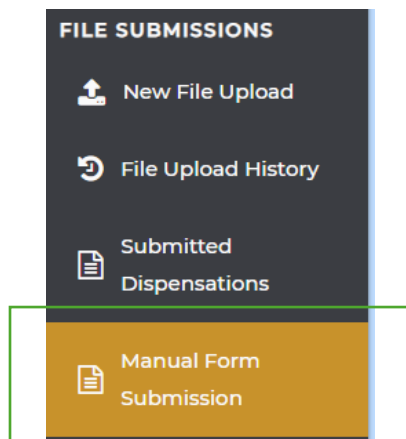 FILE SUBMISSIONS
New File Upload
File Upload History
Submitted
Dispensations
Manual Form
Submission